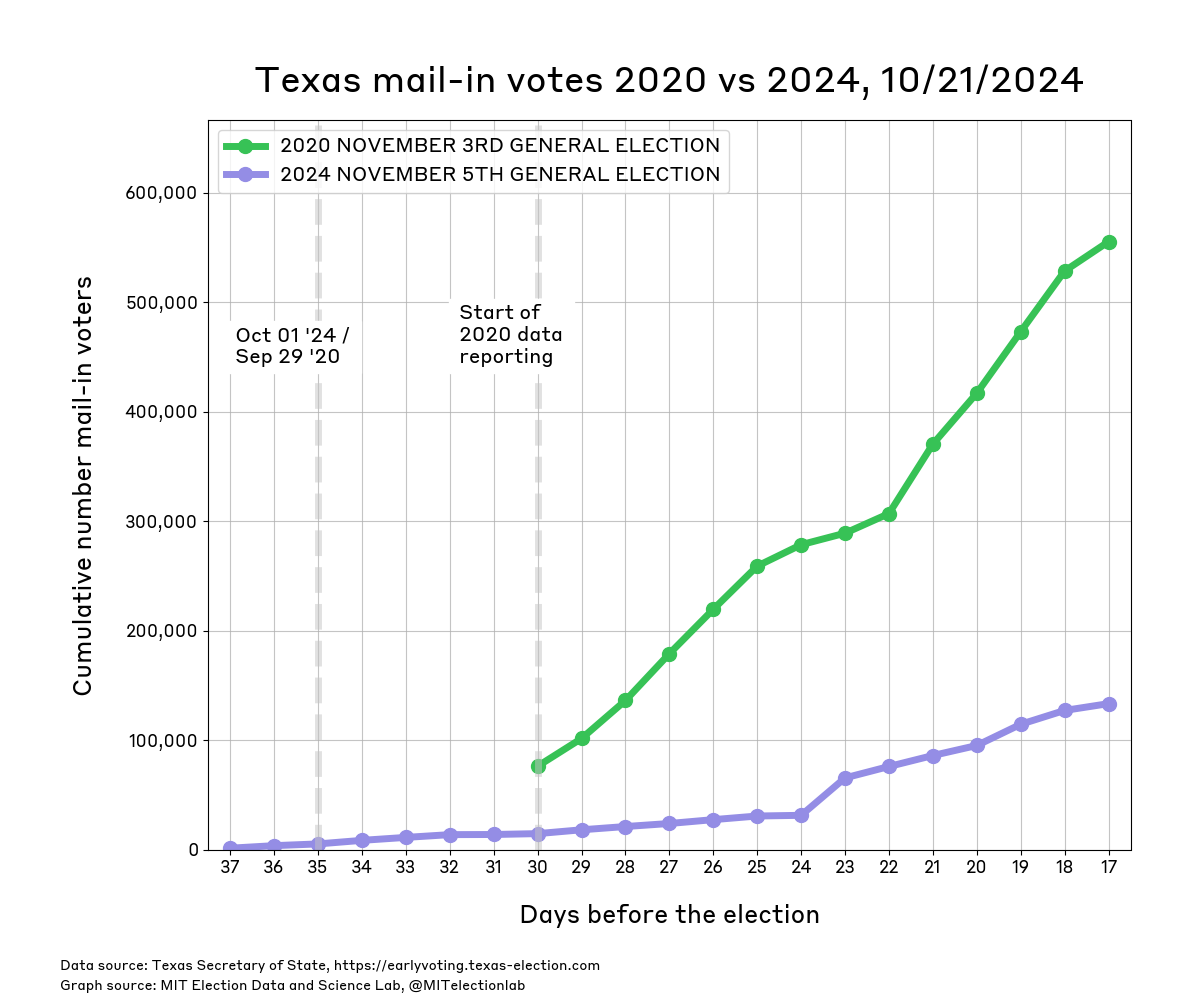 Texas mail-in votes 2020 vs 2024, 10/21/2024
2020 NOVEMBER 3RD GENERAL ELECTION
2024 NOVEMBER 5TH GENERAL ELECTION
600,000
500,000
400,000
300,000
200,000
100,000
0
Cumulative number mail-in voters
Oct 01 '24 /
Sep 29 '20
Start of
2020 data
reporting
37 36 35 34 33 32 31 30 29 28 27 26 25 24 23 22 21 20 19 18 17
Days before the election
Data source: Texas Secretary of State, https://earlyvoting.texas-election.com
Graph source: MIT Election Data and Science Lab, @MITelectionlab